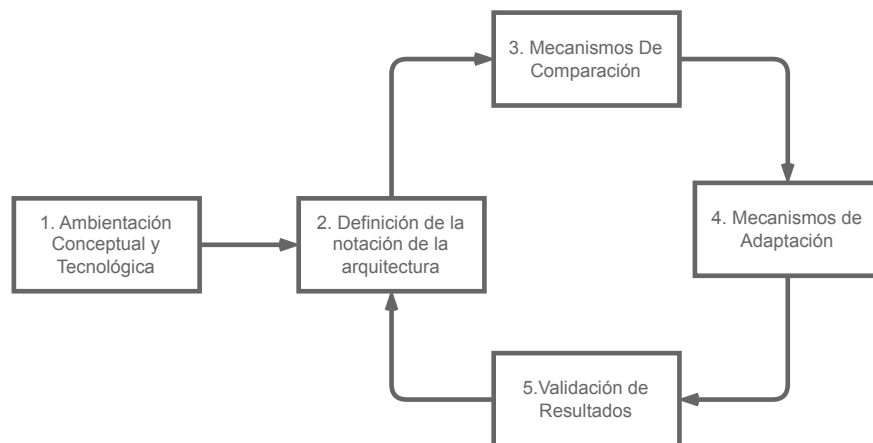 1. Ambientación
Conceptual y
Tecnológica
2. Definición de la
notación de la
arquitectura
3. Mecanismos De
Comparación
4. Mecanismos de
Adaptación
5.Validación de
Resultados